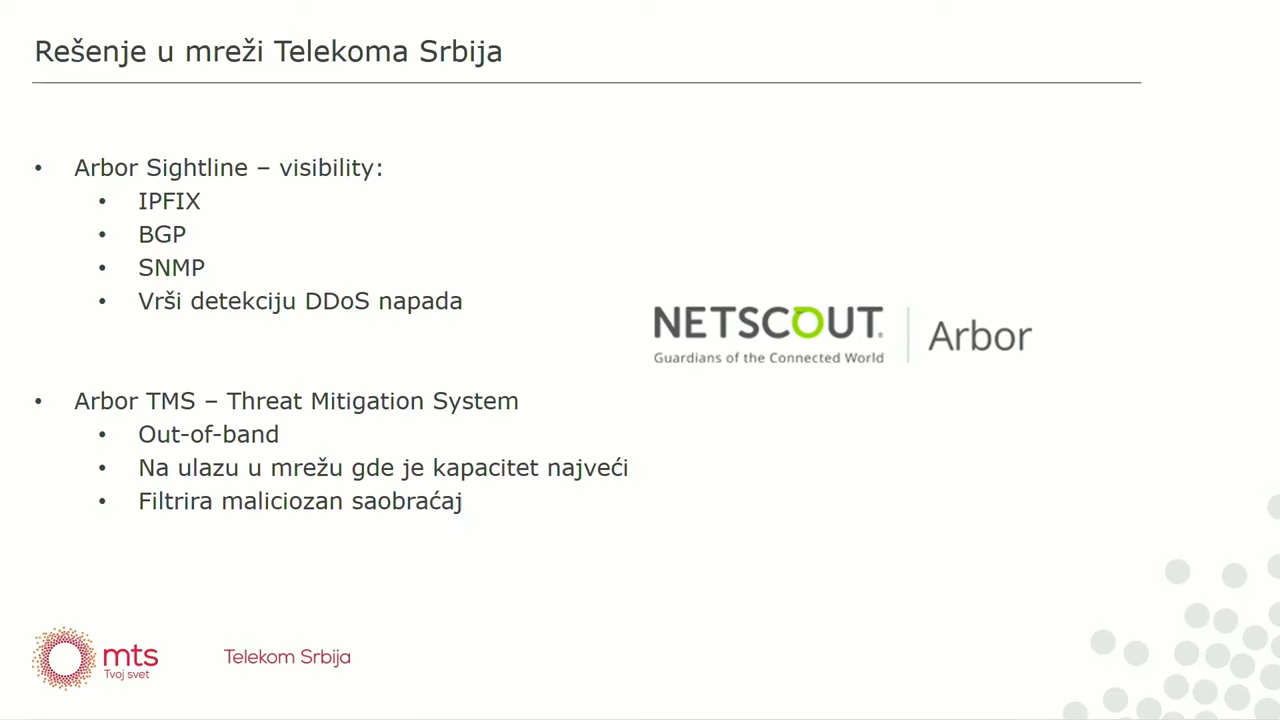 Rešenje u mreži Telekoma Srbija
• Arbor Sightline – visibility:
• IPFIX
• BGP
• SNMP
• Vrši detekciju DDoS napada
NETSCOUT.
Guardians of the Connected World
Arbor
• Arbor TMS – Threat Mitigation System
• Out-of-band
• Na ulazu u mrežu gde je kapacitet najveći
• Filtrira maliciozan saobraćaj
mts
Tvoj svet
Telekom Srbija